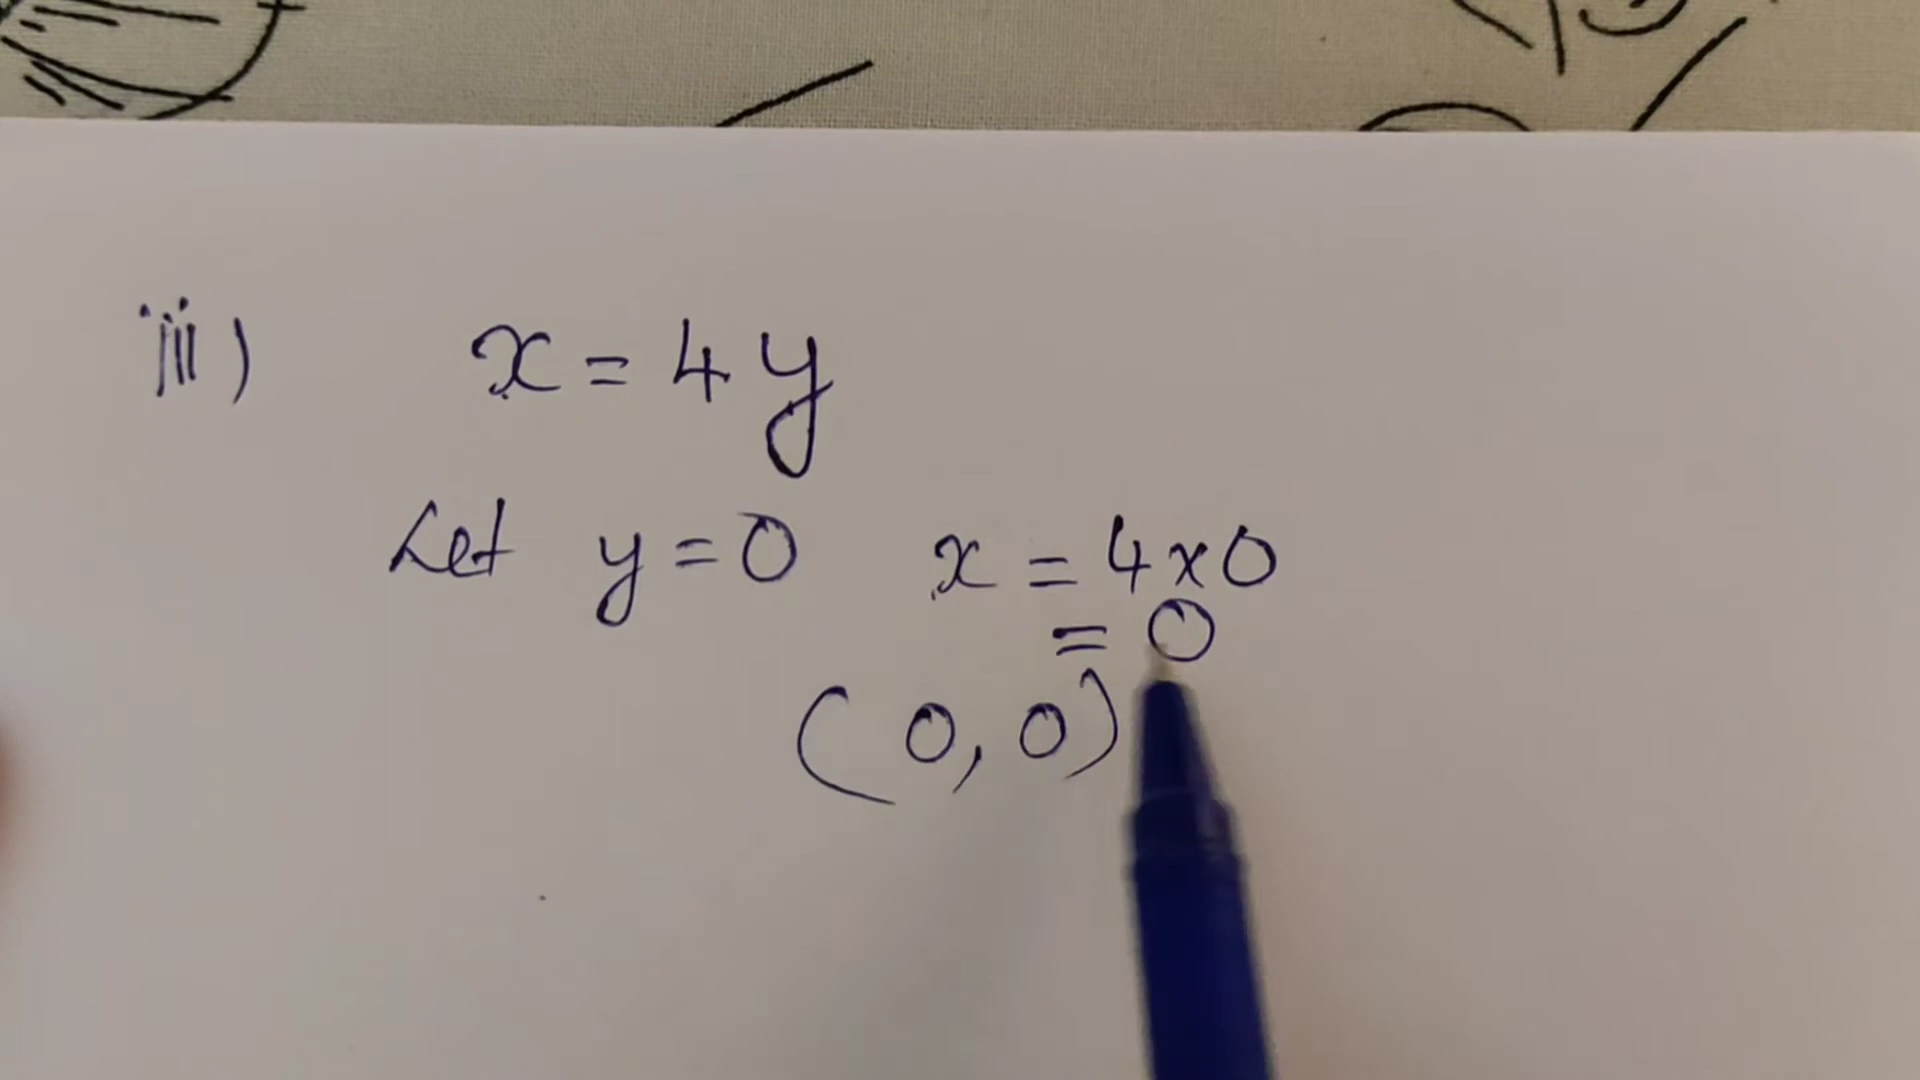 iii) x = 4y
Let y = 0 x = 4 x 0
= 0
(0, 0)